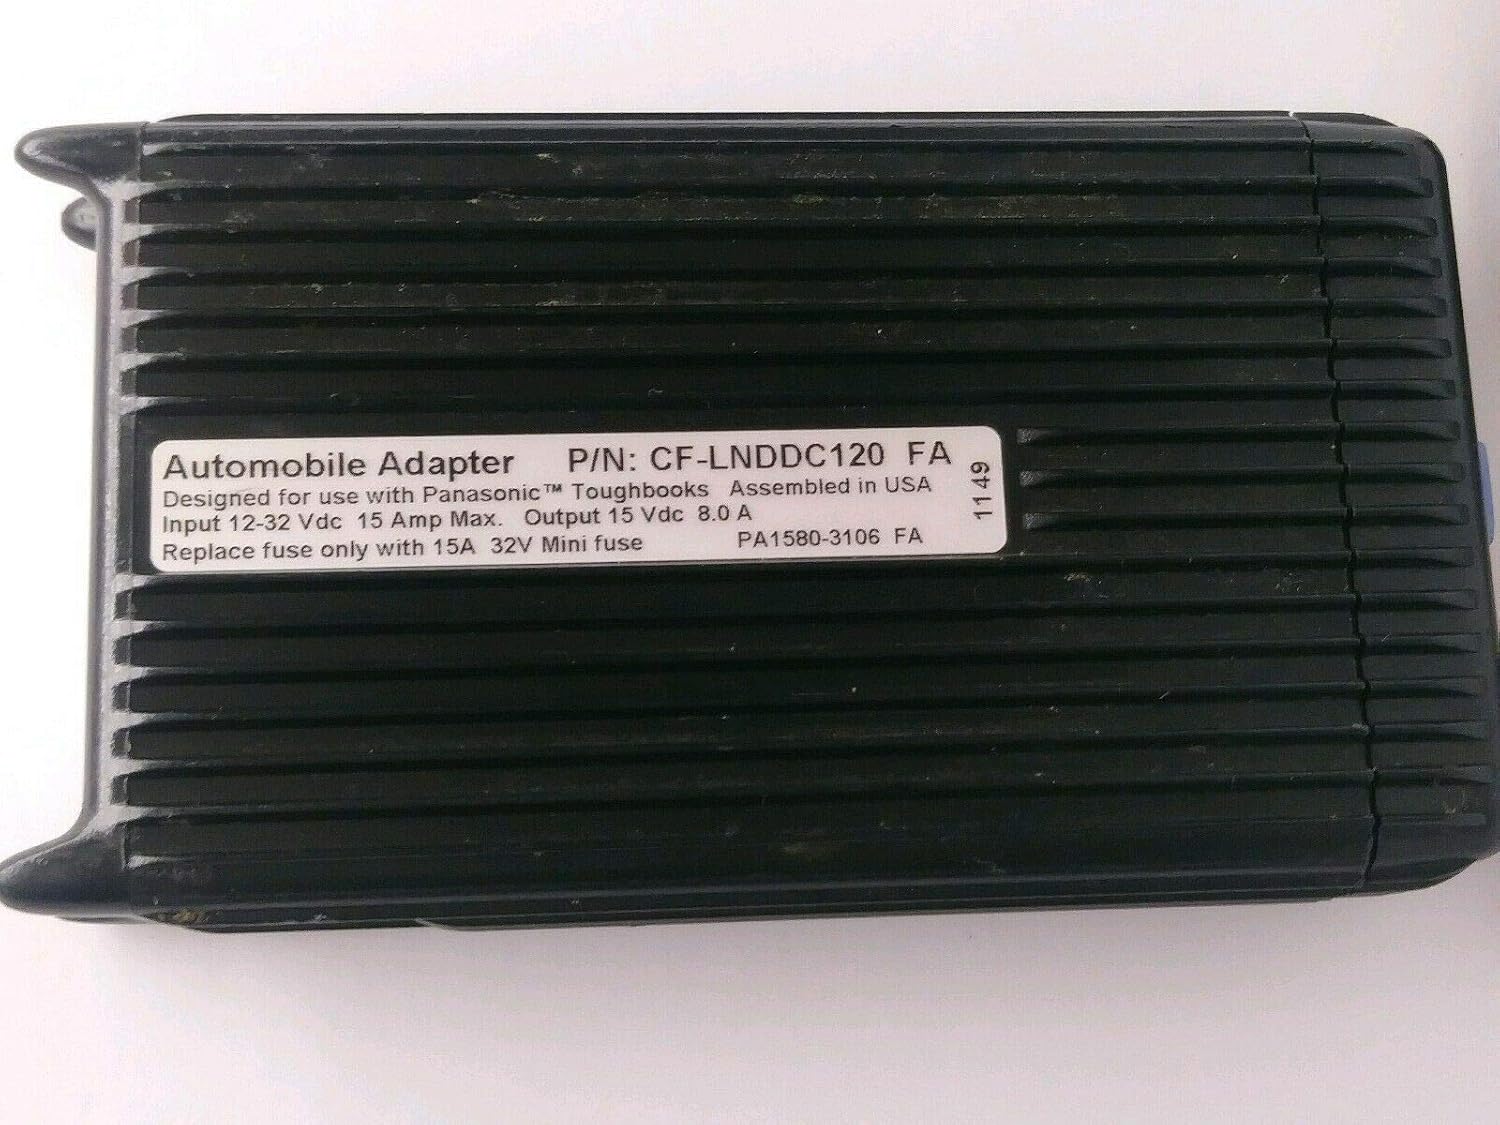 Automobile Adapter P/N: CF-LNDDC120 FA
Designed for use with Panasonic™ Toughbooks Assembled in USA
Input 12-32 Vdc 15 Amp Max. Output 15 Vdc 8.0 A
Replace fuse only with 15A 32V Mini fuse PA1580-3106 FA
1149